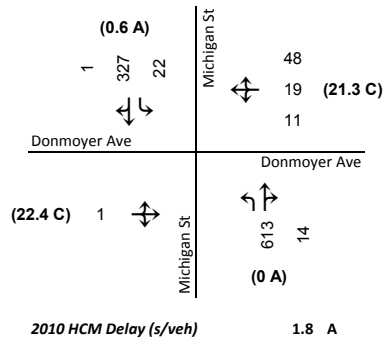 (0.6 A)
1 327 22
Michigan St
48
19 (21.3 C)
11
Donmoyer Ave
Donmoyer Ave
(22.4 C) 1
Michigan St
613 14
(0 A)
2010 HCM Delay (s/veh) 1.8 A